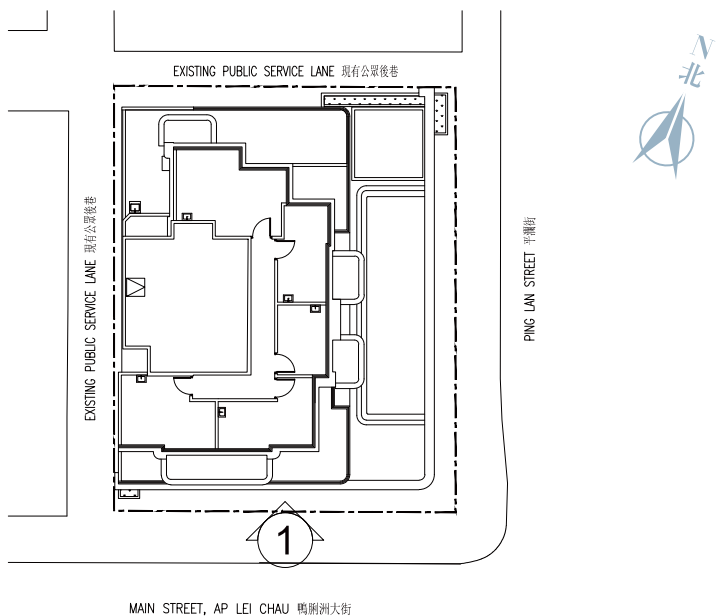 EXISTING PUBLIC SERVICE LANE 現有公眾後巷
N
北
EXISTING PUBLIC SERVICE LANE 現有公眾後巷
PING LAN STREET 平瀾街
1
MAIN STREET, AP LEI CHAU 鴨脷洲大街